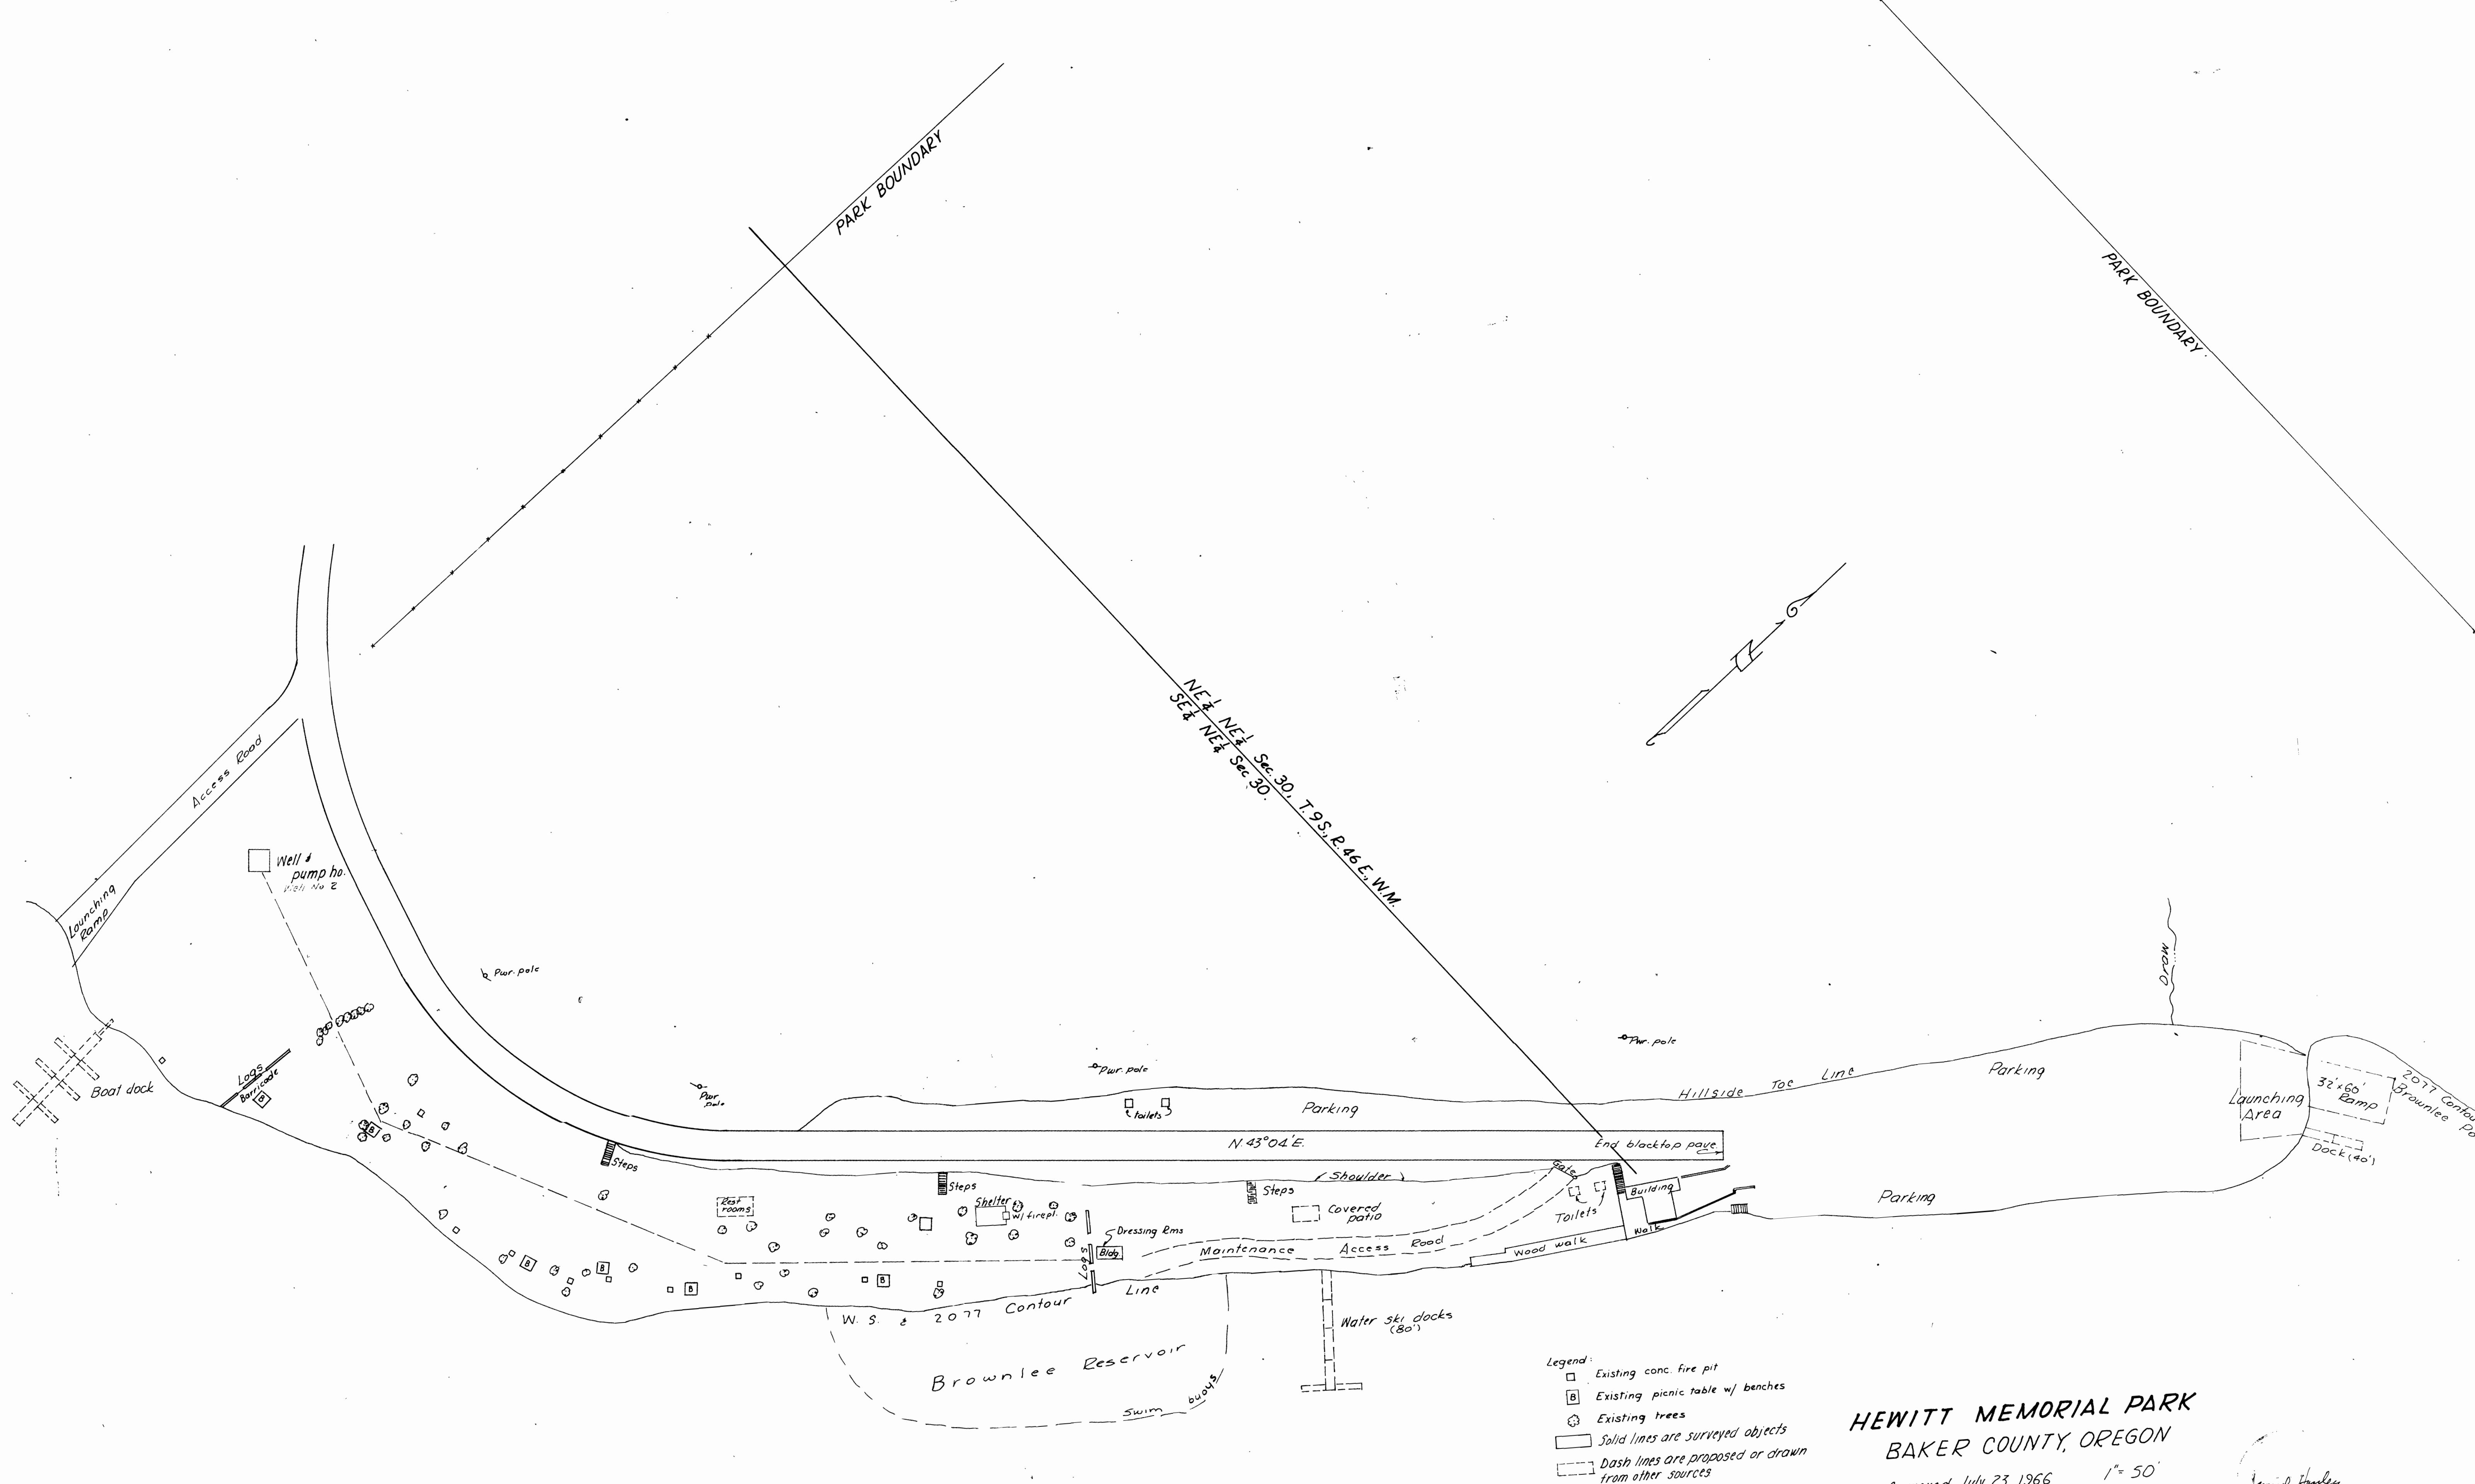 PARK BOUNDARY
PARK BOUNDARY
N
NE¼ NE¼ Sec. 30, T. 9 S., R. 46 E., W.M.
SE¼ NE¼ Sec. 30.
Access Road
Launching
Ramp
Well &
pump ho.
Well No 2
Pwr. pole
Pwr.
pole
Pwr. pole
Pwr. pole
Draw
Boat dock
Logs
Barricade
B
B
Toilets
Parking
Hillside Toe Line
Parking
Launching
Area
32'x60'
Ramp
2077 Contour
Brownlee
Dock (40')
N. 43°04' E.
End blacktop pave.
Steps
Steps
Steps
(Shoulder)
Gate
Rest
rooms
Shelter
w/ firepl.
Covered
patio
Toilets
Building
Parking
Dressing Rms
Bldg
Logs
Maintenance Access Road
Wood walk
Walk
B
B
B
B
W. S. & 2077 Contour Line
Water ski docks
(80')
Brownlee Reservoir
Swim buoys
Legend:
Existing conc. fire pit
B Existing picnic table w/ benches
Existing trees
Solid lines are surveyed objects
Dash lines are proposed or drawn
from other sources
HEWITT MEMORIAL PARK
BAKER COUNTY, OREGON
July 23, 1966 1"= 50'